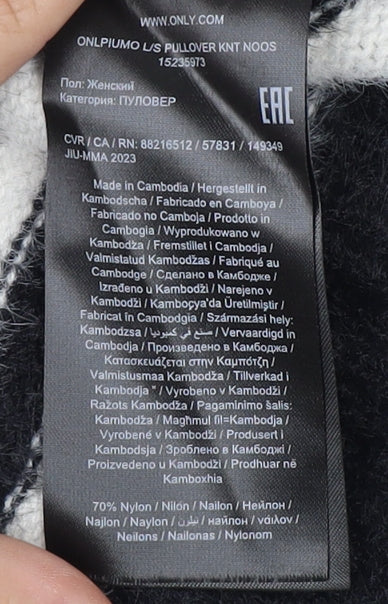 WWW.ONLY.COM
ONLPIUMO L/S PULLOVER KNT NOOS
15235973
Пол: Женский
Категория: ПУЛОВЕР
EAC
CVR / CA / RN: 88216512 / 57831 / 149349
JIU-MMA 2023
Made in Cambodia / Hergestellt in
Kambodscha / Fabricado en Camboya /
Fabricado no Camboja / Prodotto in
Cambogia / Wyprodukowano w
Kambodża / Fremstillet i Cambodja /
Valmistatud Kambodžas / Fabriqué au
Cambodge / Сделано в Камбодже /
Izrađeno u Kambodži / Narejeno v
Kambodži / Kamboçya'da Üretilmiştir /
Fabricat în Cambodgia / Származási hely:
Kambodzsa / صنع في كمبوديا / Vervaardigd in
Cambodja / Произведено в Камбоджа /
Κατασκευάζεται στην Καμπότζη /
Valmistusmaa Kambodža / Tillverkad i
Kambodja " / Vyrobeno v Kambodži /
Ražots Kambodža / Pagaminimo šalis:
Kambodža / Magħmul fil=Kambodja /
Vyrobené v Kambodži / Produsert i
Kambodsja / Зроблено в Камбоджі /
Proizvedeno u Kambodži / Prodhuar në
Kamboxhia
70% Nylon / Nilón / Nailon / Нейлон /
Najlon / Naylon / نيلون / найлон / νάιλον /
Neilons / Nailonas / Nylonom